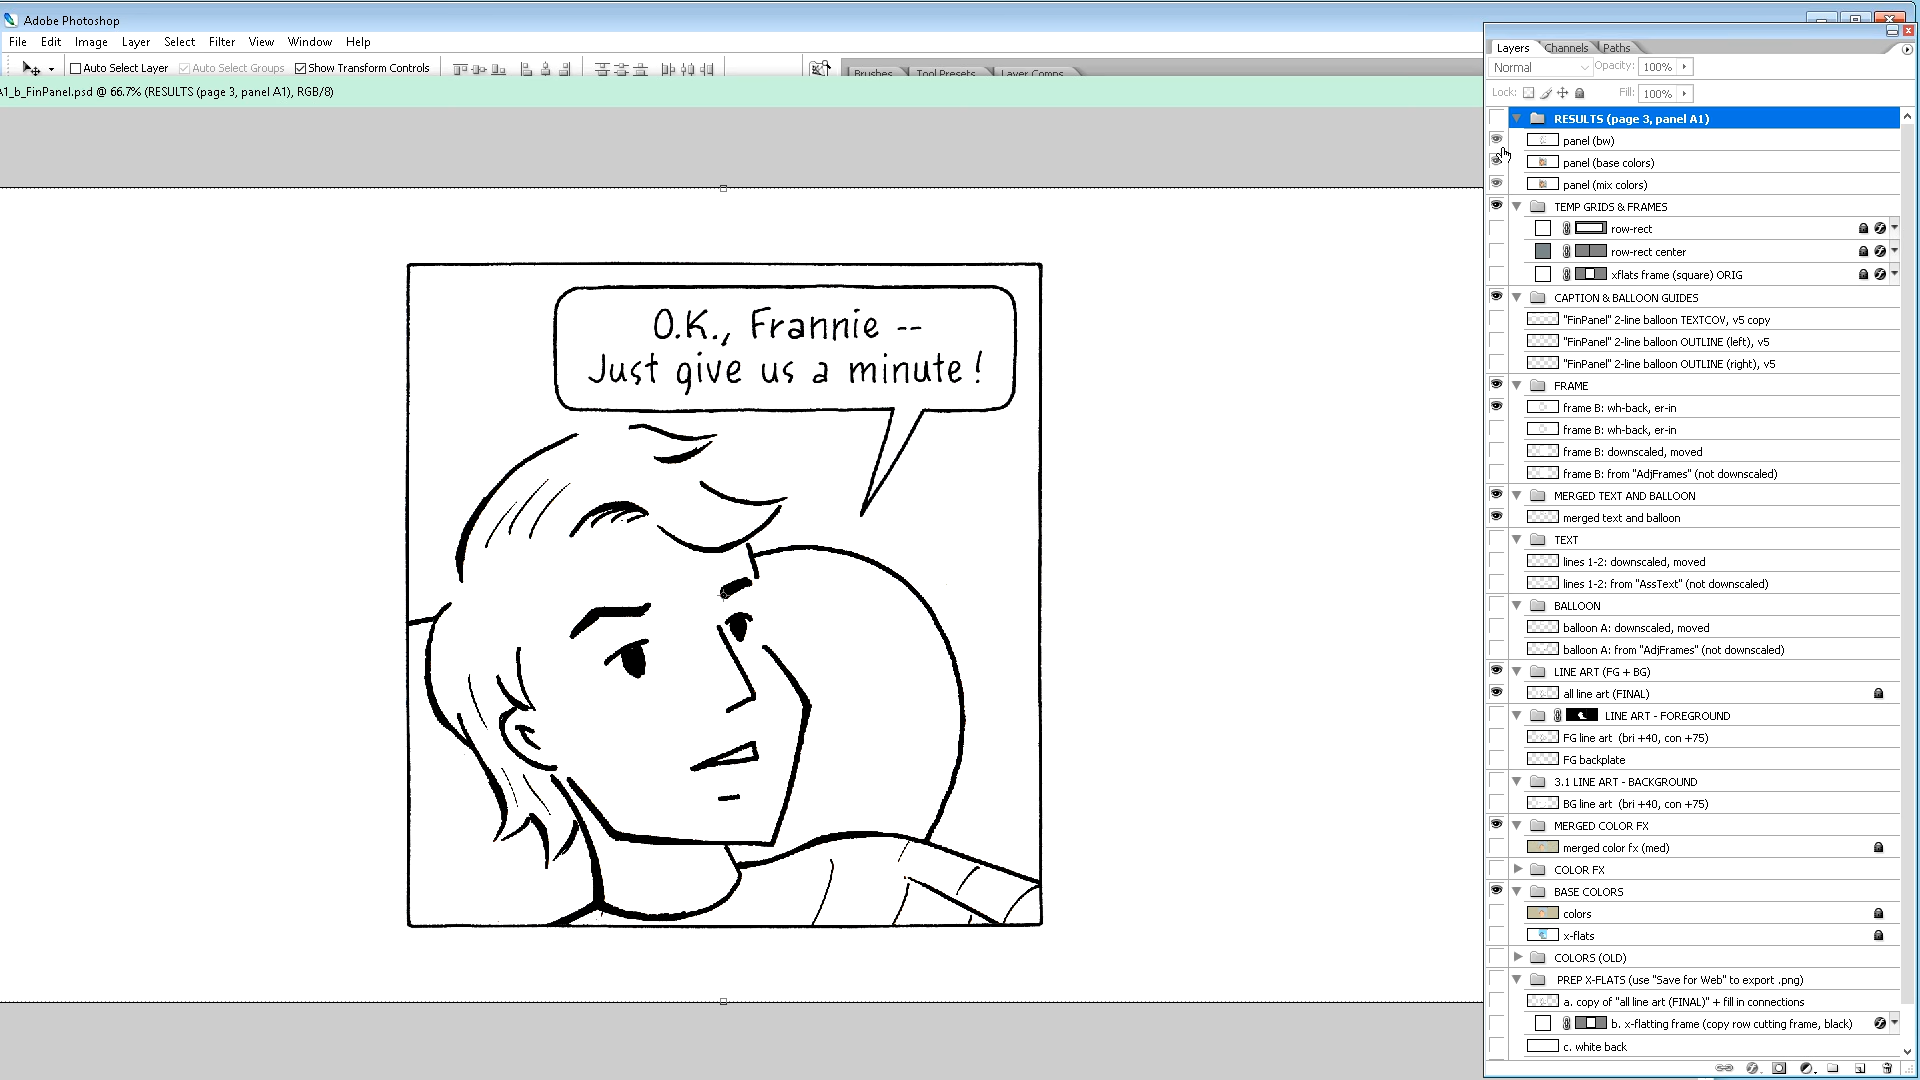 Adobe Photoshop
File Edit Image Layer Select Filter View Window Help
Auto Select Layer Auto Select Groups Show Transform Controls
Brushes Tool Presets Layer Comps
A1_b_FinPanel.psd @ 66.7% (RESULTS (page 3, panel A1), RGB/8)
O.K., Frannie --
Just give us a minute!
Layers Channels Paths
Normal Opacity: 100%
Lock: Fill: 100%
RESULTS (page 3, panel A1)
panel (bw)
panel (base colors)
panel (mix colors)
TEMP GRIDS & FRAMES
row-rect
row-rect center
xflats frame (square) ORIG
CAPTION & BALLOON GUIDES
"FinPanel" 2-line balloon TEXTCOV, v5 copy
"FinPanel" 2-line balloon OUTLINE (left), v5
"FinPanel" 2-line balloon OUTLINE (right), v5
FRAME
frame B: wh-back, er-in
frame B: wh-back, er-in
frame B: downscaled, moved
frame B: from "AdjFrames" (not downscaled)
MERGED TEXT AND BALLOON
merged text and balloon
TEXT
lines 1-2: downscaled, moved
lines 1-2: from "AssText" (not downscaled)
BALLOON
balloon A: downscaled, moved
balloon A: from "AdjFrames" (not downscaled)
LINE ART (FG + BG)
all line art (FINAL)
LINE ART - FOREGROUND
FG line art (bri +40, con +75)
FG backplate
3.1 LINE ART - BACKGROUND
BG line art (bri +40, con +75)
MERGED COLOR FX
merged color fx (med)
COLOR FX
BASE COLORS
colors
x-flats
COLORS (OLD)
PREP X-FLATS (use "Save for Web" to export .png)
a. copy of "all line art (FINAL)" + fill in connections
b. x-flatting frame (copy row cutting frame, black)
c. white back